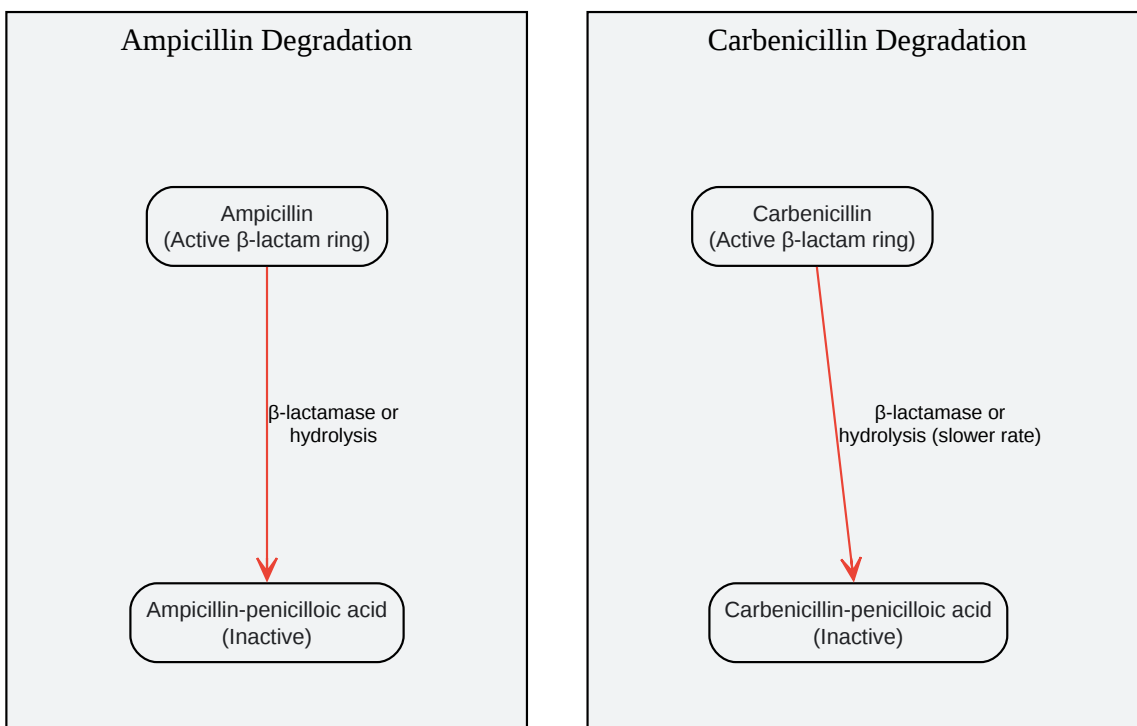 Ampicillin Degradation
Ampicillin
(Active β-lactam ring)
β-lactamase or
hydrolysis
Ampicillin-penicilloic acid
(Inactive)
Carbenicillin Degradation
Carbenicillin
(Active β-lactam ring)
β-lactamase or
hydrolysis (slower rate)
Carbenicillin-penicilloic acid
(Inactive)